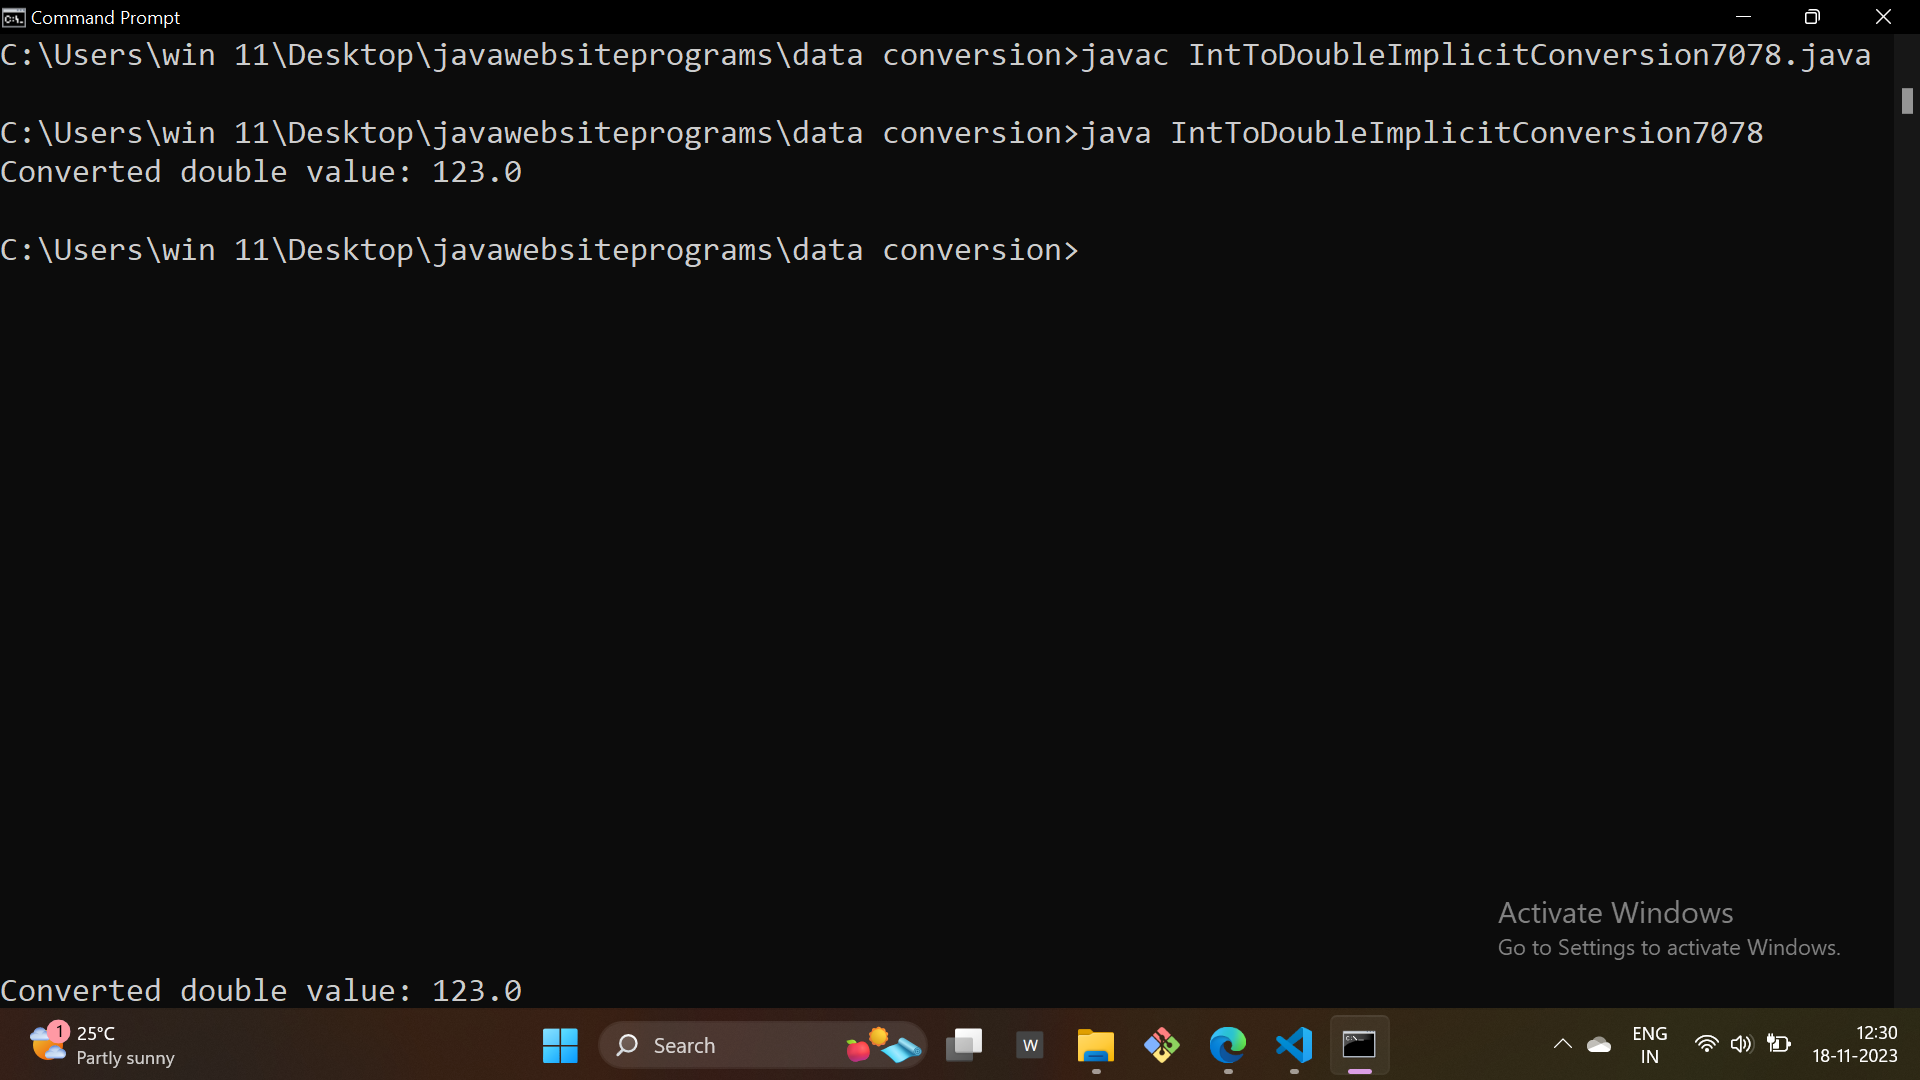 Command Prompt
C:\Users\win 11\Desktop\javawebsiteprograms\data conversion>javac IntToDoubleImplicitConversion7078.java
C:\Users\win 11\Desktop\javawebsiteprograms\data conversion>java IntToDoubleImplicitConversion7078
Converted double value: 123.0
C:\Users\win 11\Desktop\javawebsiteprograms\data conversion>
Activate Windows
Go to Settings to activate Windows.
Converted double value: 123.0
1
25°C
Partly sunny
Search
W
ENG
IN
12:30
18-11-2023